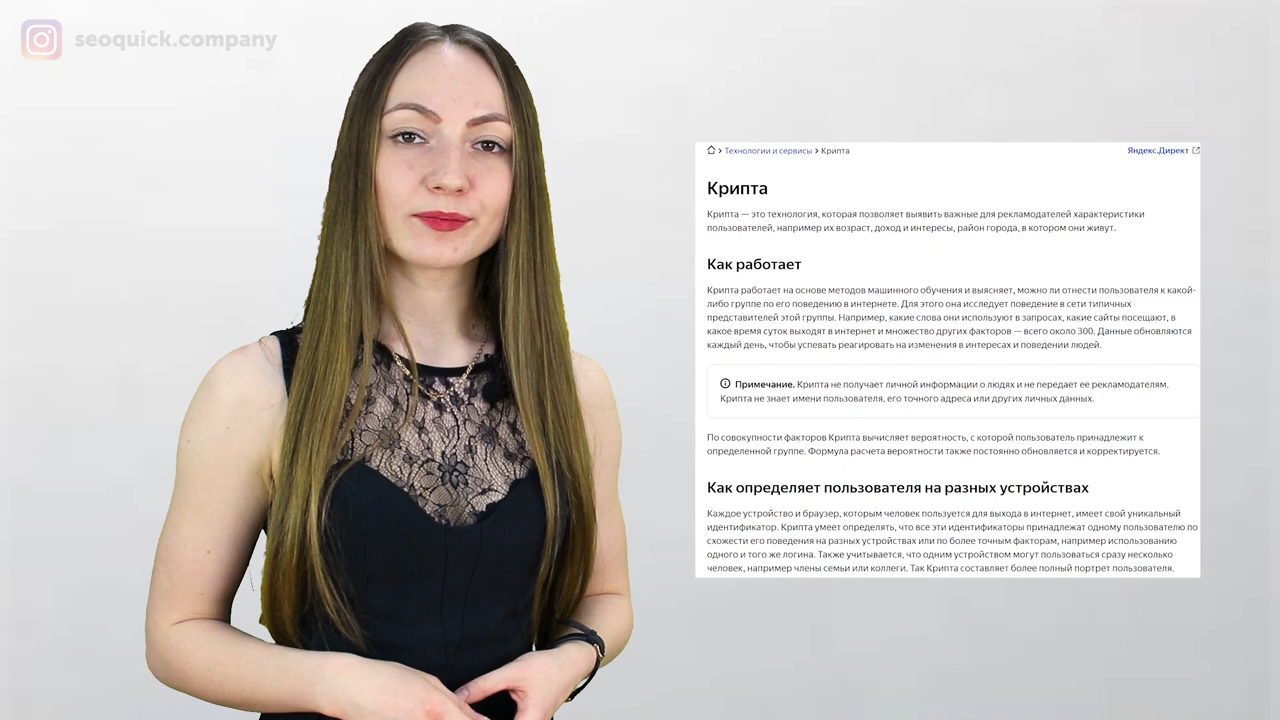 seoquick.company
Технологии и сервисы > Крипта
Яндекс.Директ
Крипта
Крипта — это технология, которая позволяет выявить важные для рекламодателей характеристики
пользователей, например их возраст, доход и интересы, район города, в котором они живут.
Как работает
Крипта работает на основе методов машинного обучения и выясняет, можно ли отнести пользователя к какой-
либо группе по его поведению в интернете. Для этого она исследует поведение в сети типичных
представителей этой группы. Например, какие слова они используют в запросах, какие сайты посещают, в
какое время суток выходят в интернет и множество других факторов — всего около 300. Данные обновляются
каждый день, чтобы успевать реагировать на изменения в интересах и поведении людей.
Примечание. Крипта не получает личной информации о людях и не передает ее рекламодателям.
Крипта не знает имени пользователя, его точного адреса или других личных данных.
По совокупности факторов Крипта вычисляет вероятность, с которой пользователь принадлежит к
определенной группе. Формула расчета вероятности также постоянно обновляется и корректируется.
Как определяет пользователя на разных устройствах
Каждое устройство и браузер, которым человек пользуется для выхода в интернет, имеет свой уникальный
идентификатор. Крипта умеет определять, что все эти идентификаторы принадлежат одному пользователю по
схожести его поведения на разных устройствах или по более точным факторам, например использованию
одного и того же логина. Также учитывается, что одним устройством могут пользоваться сразу несколько
человек, например члены семьи или коллеги. Так Крипта составляет более полный портрет пользователя.